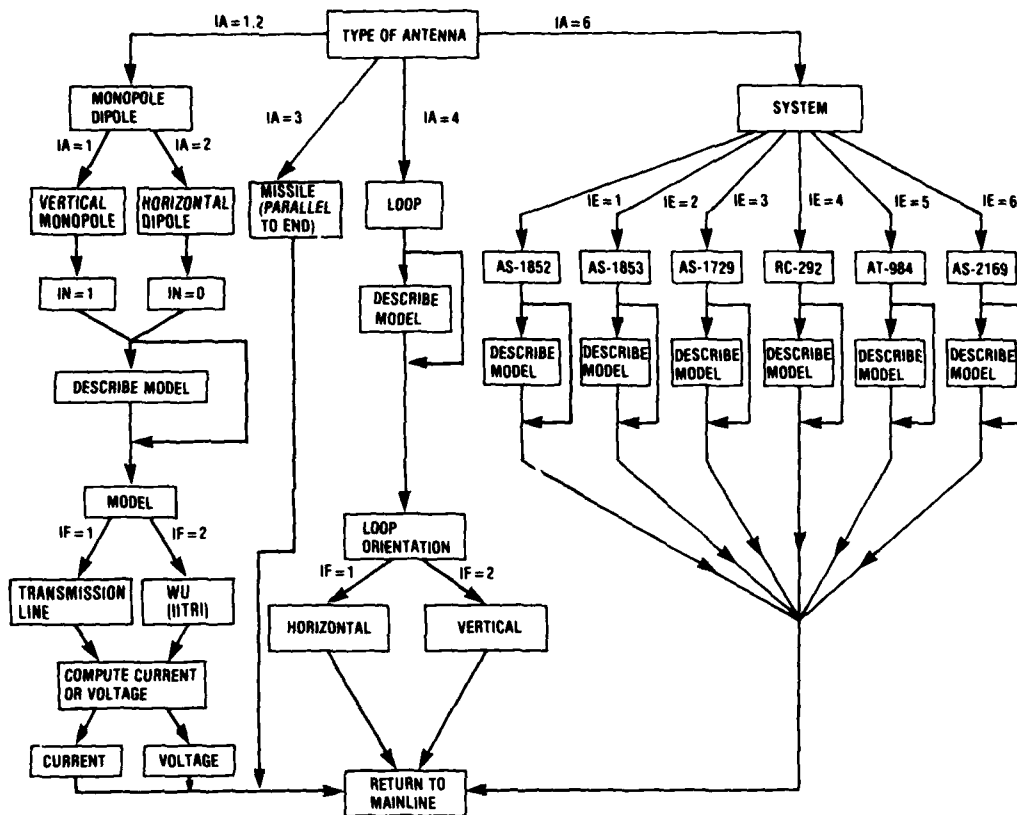 IA = 1,2
TYPE OF ANTENNA
IA = 6
MONOPOLE
DIPOLE
SYSTEM
IA = 1
IA = 2
IA = 3
IA = 4
VERTICAL
MONOPOLE
HORIZONTAL
DIPOLE
MISSILE
(PARALLEL
TO END)
LOOP
IE = 1
IE = 2
IE = 3
IE = 4
IE = 5
IE = 6
AS-1852
AS-1853
AS-1729
RC-292
AT-984
AS-2169
IN = 1
IN = 0
DESCRIBE
MODEL
DESCRIBE
MODEL
DESCRIBE
MODEL
DESCRIBE
MODEL
DESCRIBE
MODEL
DESCRIBE
MODEL
DESCRIBE
MODEL
DESCRIBE MODEL
MODEL
IF = 1
IF = 2
LOOP
ORIENTATION
IF = 1
IF = 2
TRANSMISSION
LINE
WU
(IITRI)
HORIZONTAL
VERTICAL
COMPUTE CURRENT
OR VOLTAGE
CURRENT
VOLTAGE
RETURN TO
MAINLINE